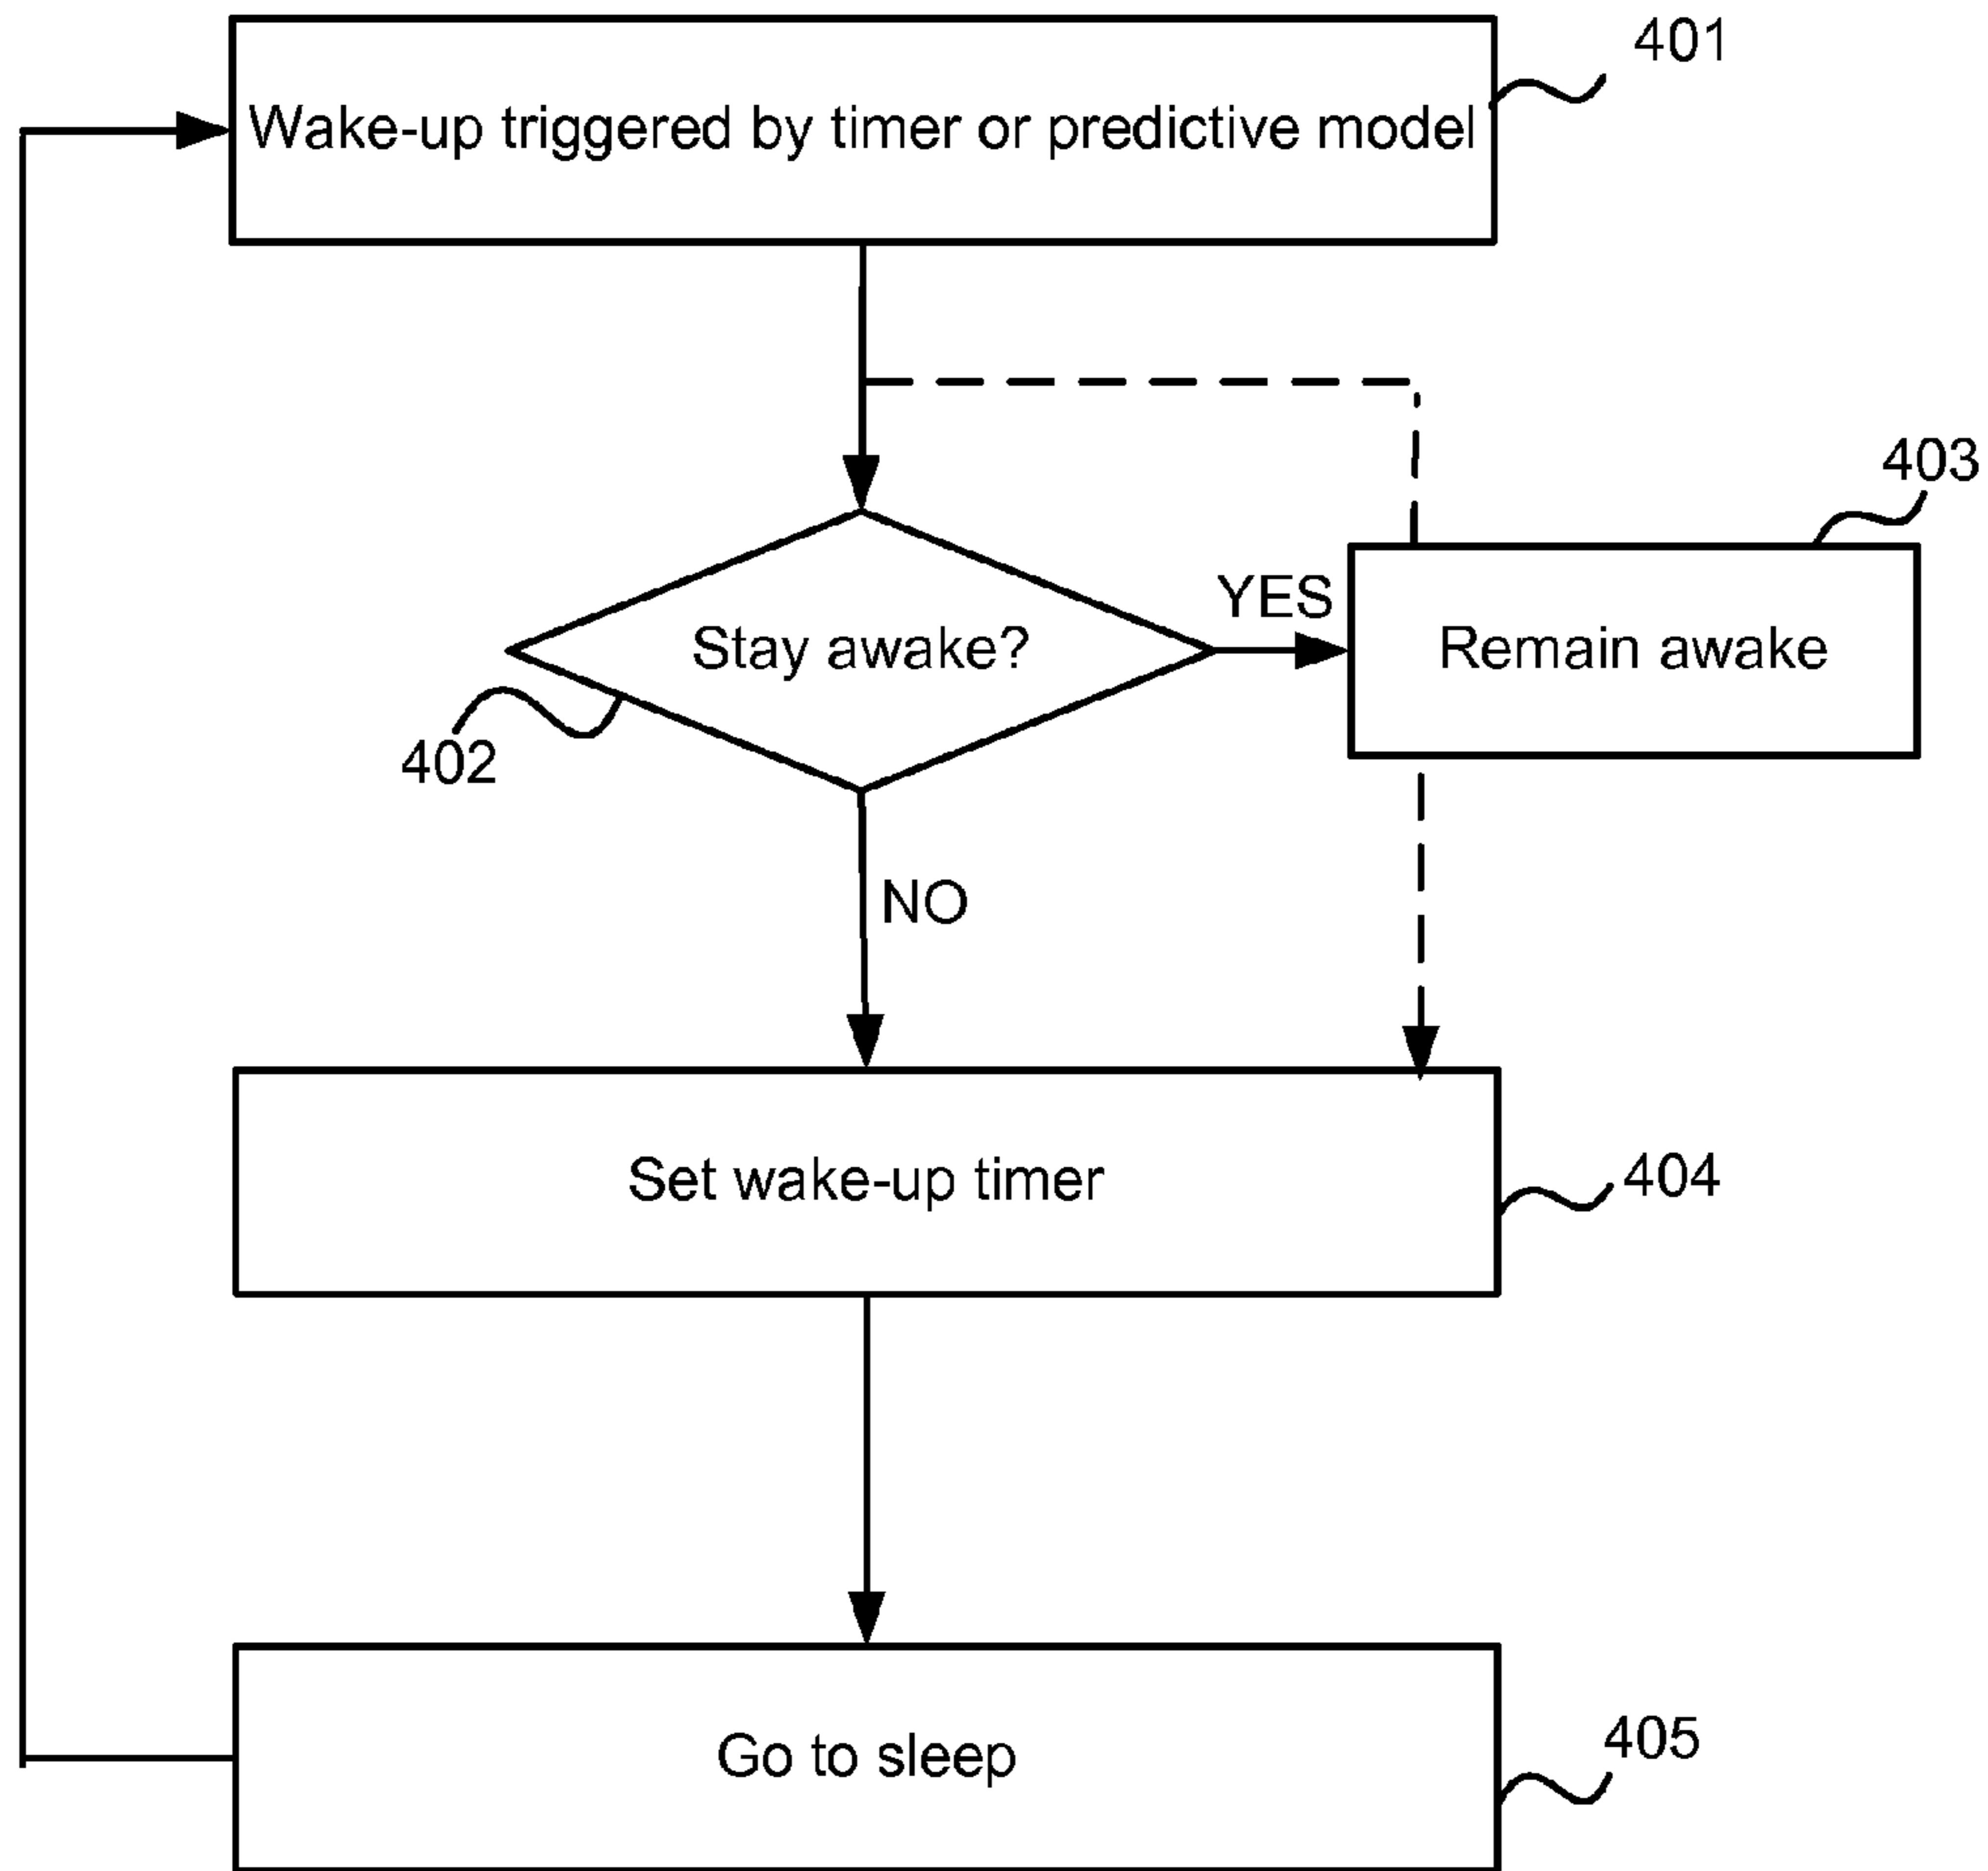 401
Wake-up triggered by timer or predictive model
403
YES
Stay awake?
Remain awake
402
NO
Set wake-up timer
404
405
Go to sleep